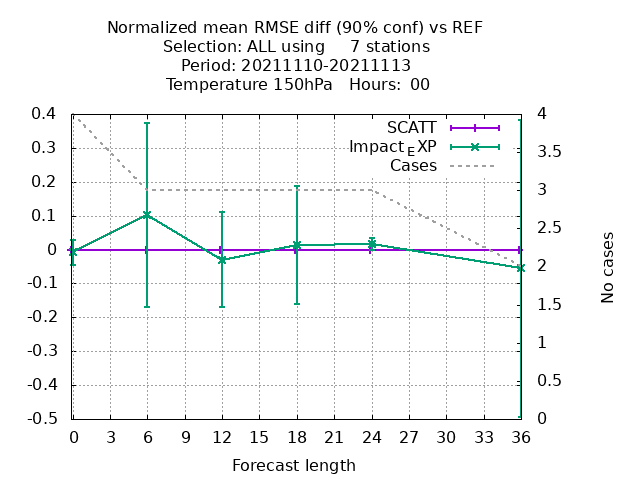 Normalized mean RMSE diff (90% conf) vs REF
Selection: ALL using     7 stations
Period: 20211110-20211113
Temperature 150hPa   Hours:  00
SCATT
Impact_EXP
Cases
0.4
0.3
0.2
0.1
0
-0.1
-0.2
-0.3
-0.4
-0.5
4
3.5
3
2.5
2
1.5
1
0.5
0
No cases
0 3 6 9 12 15 18 21 24 27 30 33 36
Forecast length